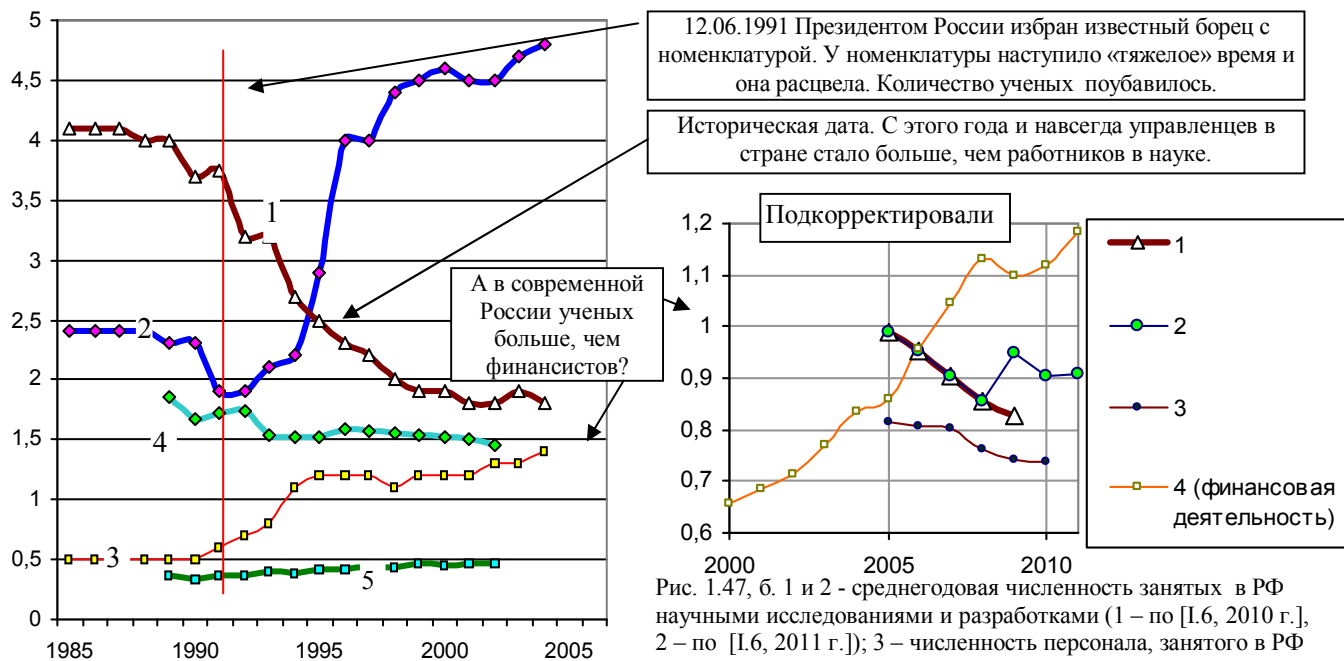 12.06.1991 Президентом России избран известный борец с
номенклатурой. У номенклатуры наступило «тяжелое» время и
она расцвела. Количество ученых поубавилось.
Историческая дата. С этого года и навсегда управленцев в
стране стало больше, чем работников в науке.
А в современной
России ученых
больше, чем
финансистов?
5
4,5
4
3,5
3
2,5
2
1,5
1
0,5
0
1985 1990 1995 2000 2005
1
2
4
3
5
Подкорректировали
1,2
1,1
1
0,9
0,8
0,7
0,6
2000 2005 2010
1
2
3
4 (финансовая
деятельность)
Рис. 1.47, б. 1 и 2 - среднегодовая численность занятых в РФ
научными исследованиями и разработками (1 – по [I.6, 2010 г.],
2 – по [I.6, 2011 г.]); 3 – численность персонала, занятого в РФ